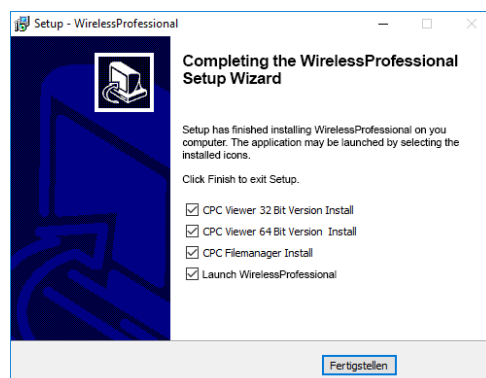 Setup - WirelessProfessional
Completing the WirelessProfessional
Setup Wizard
Setup has finished installing WirelessProfessional on you
computer. The application may be launched by selecting the
installed icons.
Click Finish to exit Setup.
CPC Viewer 32 Bit Version Install
CPC Viewer 64 Bit Version Install
CPC Filemanager Install
Launch WirelessProfessional
Fertigstellen